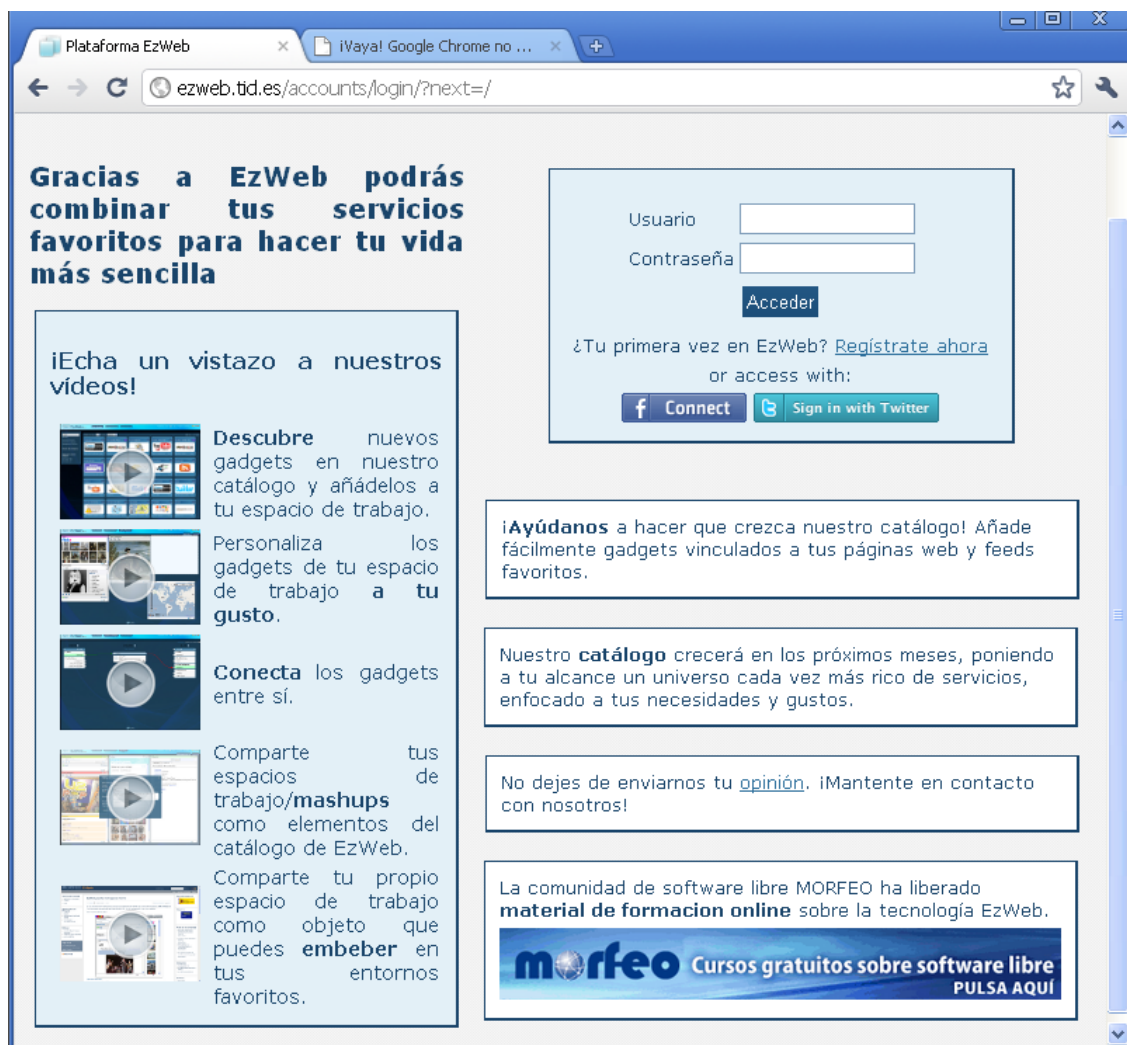 Plataforma EzWeb
¡Vaya! Google Chrome no ...
ezweb.tid.es/accounts/login/?next=/
Gracias a EzWeb podrás
combinar tus servicios
favoritos para hacer tu vida
más sencilla
¡Echa un vistazo a nuestros
vídeos!
Descubre nuevos
gadgets en nuestro
catálogo y añádelos a
tu espacio de trabajo.
Personaliza los
gadgets de tu espacio
de trabajo a tu
gusto.
Conecta los gadgets
entre sí.
Comparte tus
espacios de
trabajo/mashups
como elementos del
catálogo de EzWeb.
Comparte tu propio
espacio de trabajo
como objeto que
puedes embeber en
tus entornos
favoritos.
Usuario
Contraseña
Acceder
¿Tu primera vez en EzWeb? Regístrate ahora
or access with:
f Connect
Sign in with Twitter
¡Ayúdanos a hacer que crezca nuestro catálogo! Añade
fácilmente gadgets vinculados a tus páginas web y feeds
favoritos.
Nuestro catálogo crecerá en los próximos meses, poniendo
a tu alcance un universo cada vez más rico de servicios,
enfocado a tus necesidades y gustos.
No dejes de enviarnos tu opinión. ¡Mantente en contacto
con nosotros!
La comunidad de software libre MORFEO ha liberado
material de formacion online sobre la tecnología EzWeb.
morfeo Cursos gratuitos sobre software libre
PULSA AQUÍ